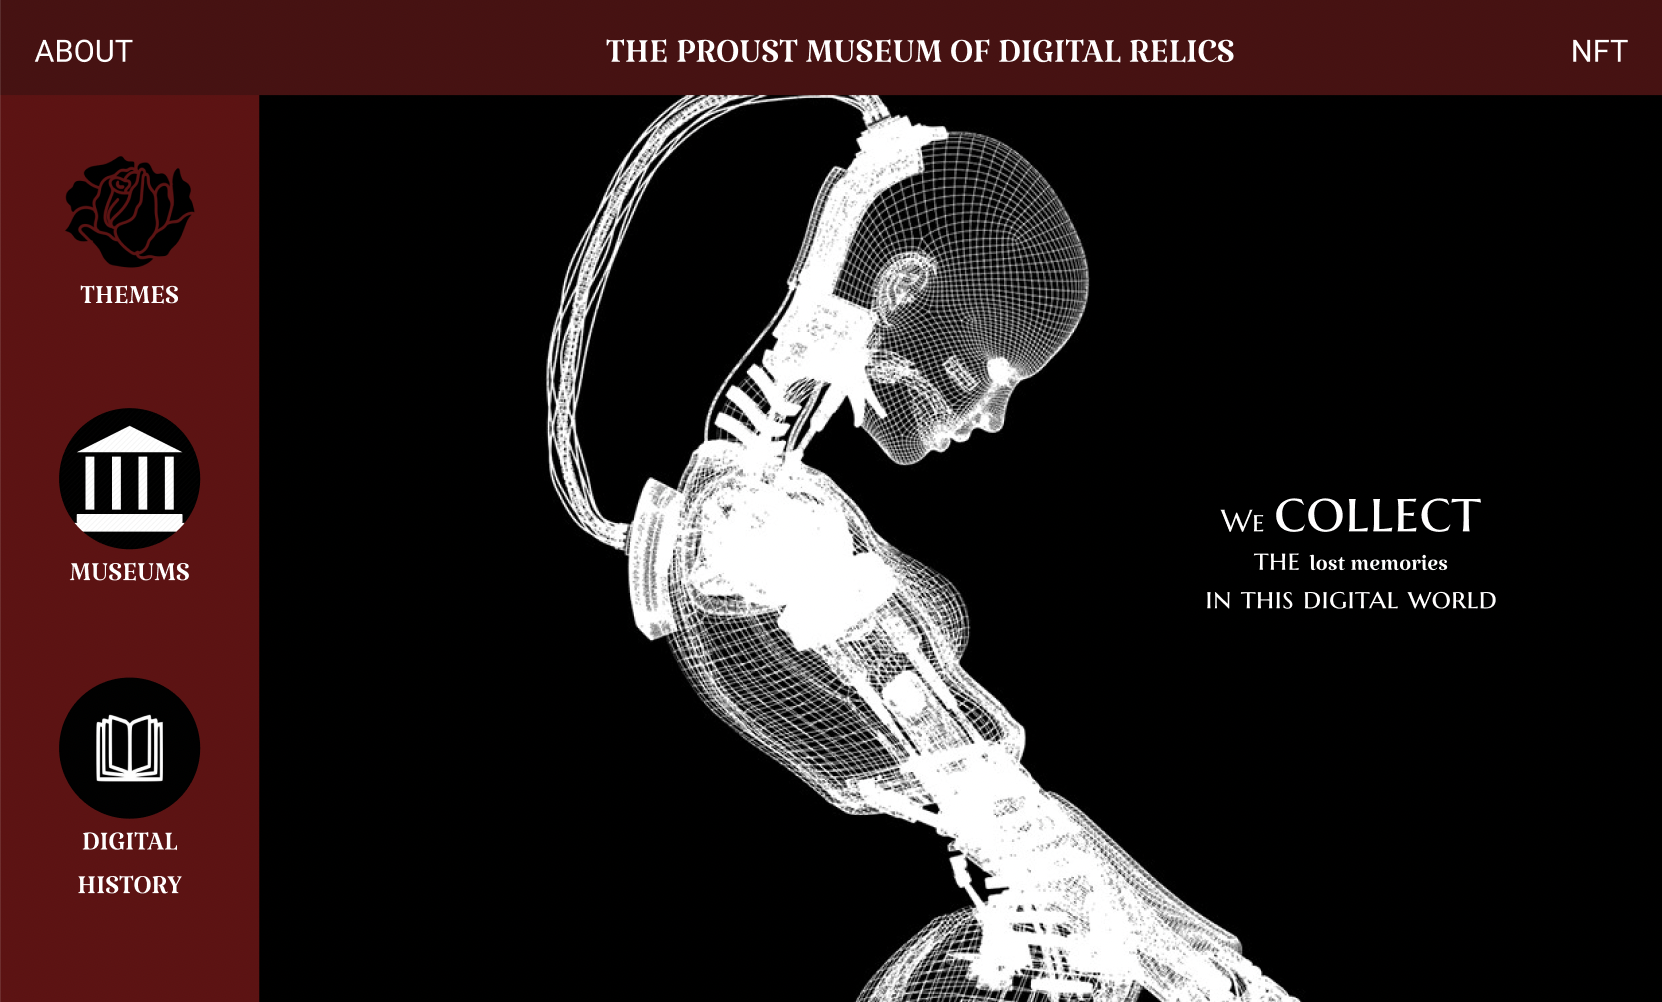 ABOUT
THE PROUST MUSEUM OF DIGITAL RELICS
NFT
THEMES
MUSEUMS
DIGITAL
HISTORY
WE COLLECT
THE lost memories
IN THIS DIGITAL WORLD